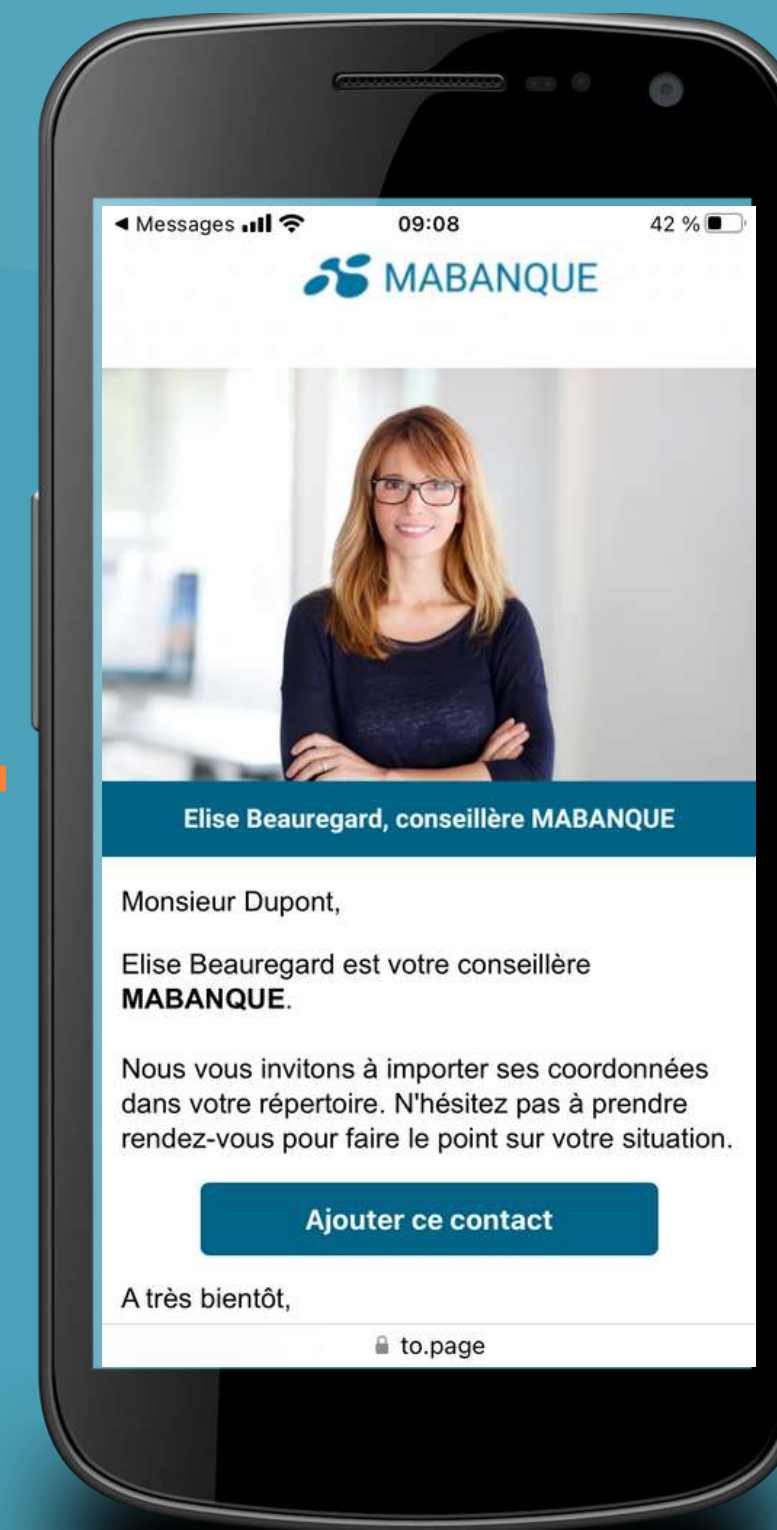 Messages 09:08 42 %
MABANQUE
Elise Beauregard, conseillère MABANQUE
Monsieur Dupont,
Elise Beauregard est votre conseillère
MABANQUE.
Nous vous invitons à importer ses coordonnées
dans votre répertoire. N'hésitez pas à prendre
rendez-vous pour faire le point sur votre situation.
Ajouter ce contact
A très bientôt,
to.page